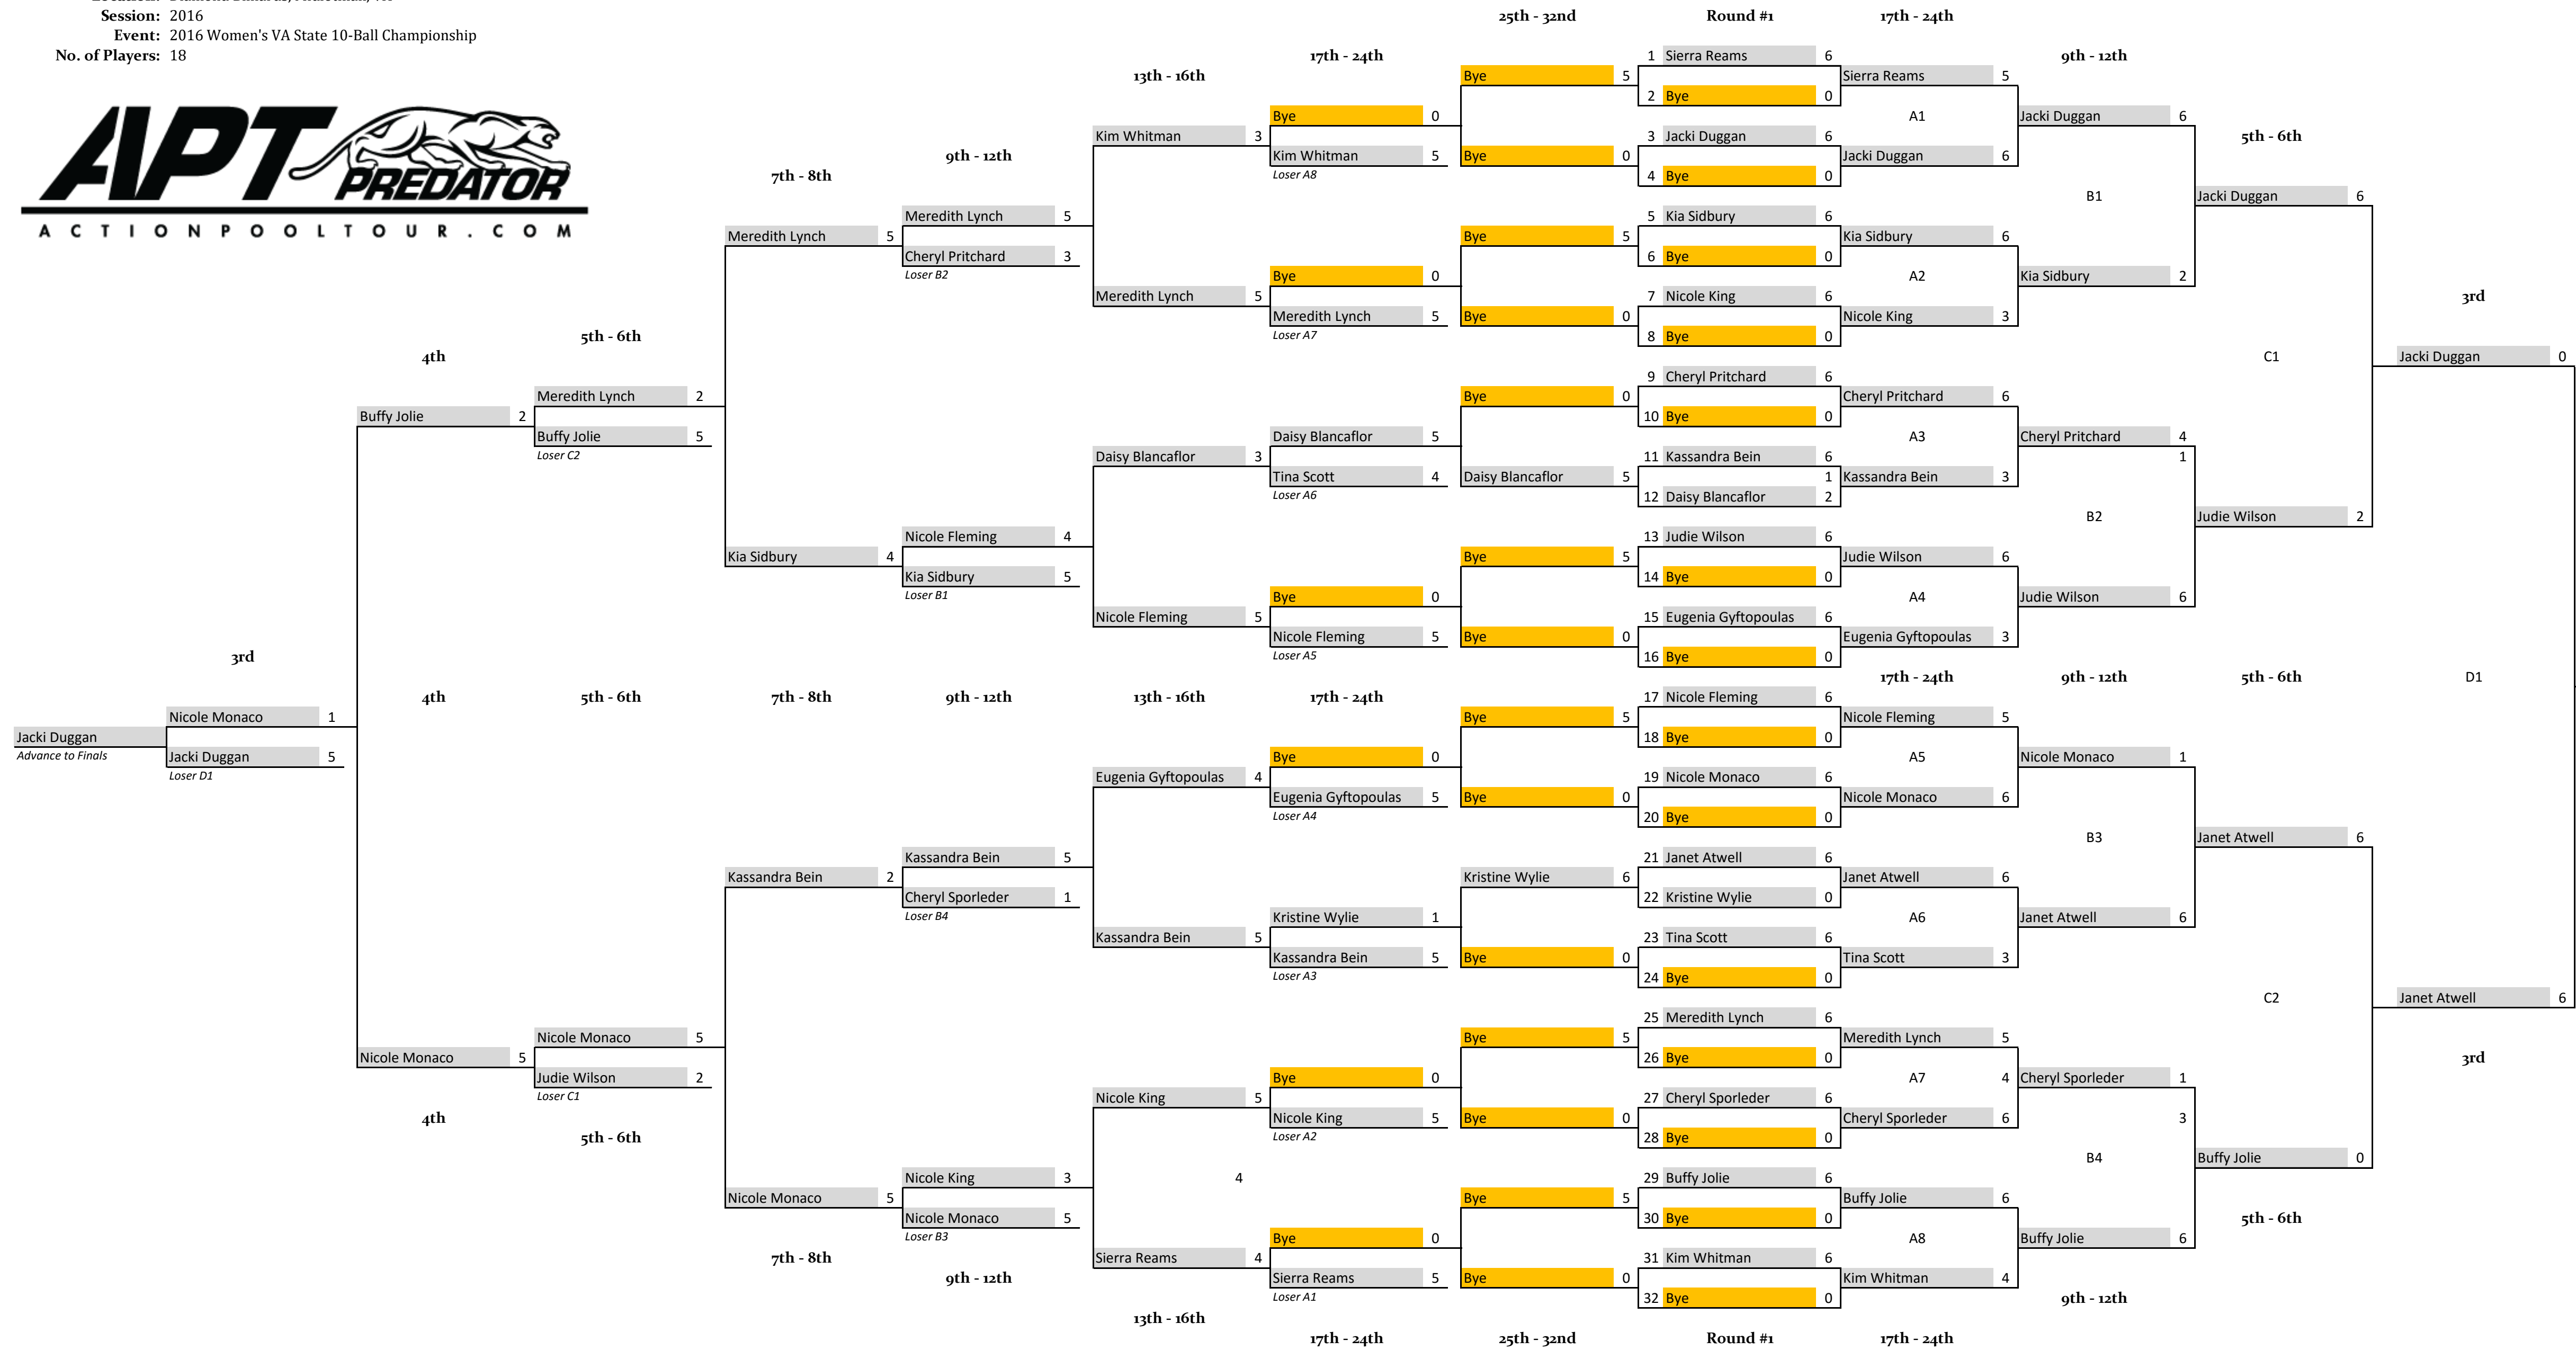 Session: 2016
Event: 2016 Women's VA State 10-Ball Championship
No. of Players: 18
APT PREDATOR
ACTIONPOOLTOUR.COM
3rd
Nicole Monaco 1
Jacki Duggan
Advance to Finals
Jacki Duggan 5
Loser D1
4th
Buffy Jolie 2
4th
Nicole Monaco 5
4th
5th - 6th
Meredith Lynch 2
Buffy Jolie 5
Loser C2
5th - 6th
Nicole Monaco 5
Judie Wilson 2
Loser C1
5th - 6th
7th - 8th
Meredith Lynch 5
Kia Sidbury 4
7th - 8th
Kassandra Bein 2
Nicole Monaco 5
7th - 8th
9th - 12th
Meredith Lynch 5
Cheryl Pritchard 3
Loser B2
Nicole Fleming 4
Kia Sidbury 5
Loser B1
9th - 12th
Kassandra Bein 5
Cheryl Sporleder 1
Loser B4
Nicole King 3
Nicole Monaco 5
Loser B3
9th - 12th
13th - 16th
Kim Whitman 3
Meredith Lynch 5
Daisy Blancaflor 3
Nicole Fleming 5
13th - 16th
Eugenia Gyftopoulas 4
Kassandra Bein 5
Nicole King 5
4
Sierra Reams 4
13th - 16th
17th - 24th
Bye 0
Kim Whitman 5
Loser A8
Bye 0
Meredith Lynch 5
Loser A7
Daisy Blancaflor 5
Tina Scott 4
Loser A6
Bye 0
Nicole Fleming 5
Loser A5
17th - 24th
Bye 0
Eugenia Gyftopoulas 5
Loser A4
Kristine Wylie 1
Kassandra Bein 5
Loser A3
Bye 0
Nicole King 5
Loser A2
Bye 0
Sierra Reams 5
Loser A1
17th - 24th
25th - 32nd
Bye 5
Bye 0
Bye 5
Bye 0
Bye 0
Daisy Blancaflor 5
Bye 5
Bye 0
Bye 5
Bye 0
Kristine Wylie 6
Bye 0
Bye 5
Bye 0
Bye 5
Bye 0
25th - 32nd
Round #1
1 Sierra Reams 6
2 Bye 0
3 Jacki Duggan 6
4 Bye 0
5 Kia Sidbury 6
6 Bye 0
7 Nicole King 6
8 Bye 0
9 Cheryl Pritchard 6
10 Bye 0
11 Kassandra Bein 6
1
12 Daisy Blancaflor 2
13 Judie Wilson 6
14 Bye 0
15 Eugenia Gyftopoulas 6
16 Bye 0
17 Nicole Fleming 6
18 Bye 0
19 Nicole Monaco 6
20 Bye 0
21 Janet Atwell 6
22 Kristine Wylie 0
23 Tina Scott 6
24 Bye 0
25 Meredith Lynch 6
26 Bye 0
27 Cheryl Sporleder 6
28 Bye 0
29 Buffy Jolie 6
30 Bye 0
31 Kim Whitman 6
32 Bye 0
Round #1
17th - 24th
Sierra Reams 5
A1
Jacki Duggan 6
Kia Sidbury 6
A2
Nicole King 3
Cheryl Pritchard 6
A3
Kassandra Bein 3
Judie Wilson 6
A4
Eugenia Gyftopoulas 3
17th - 24th
Nicole Fleming 5
A5
Nicole Monaco 6
Janet Atwell 6
A6
Tina Scott 3
Meredith Lynch 5
A7 4
Cheryl Sporleder 6
Buffy Jolie 6
A8
Kim Whitman 4
17th - 24th
9th - 12th
Jacki Duggan 6
B1
Kia Sidbury 2
Cheryl Pritchard 4
1
B2
Judie Wilson 6
9th - 12th
Nicole Monaco 1
B3
Janet Atwell 6
Cheryl Sporleder 1
3
B4
Buffy Jolie 6
9th - 12th
5th - 6th
Jacki Duggan 6
C1
Judie Wilson 2
5th - 6th
Janet Atwell 6
C2
Buffy Jolie 0
5th - 6th
3rd
Jacki Duggan 0
D1
Janet Atwell 6
3rd